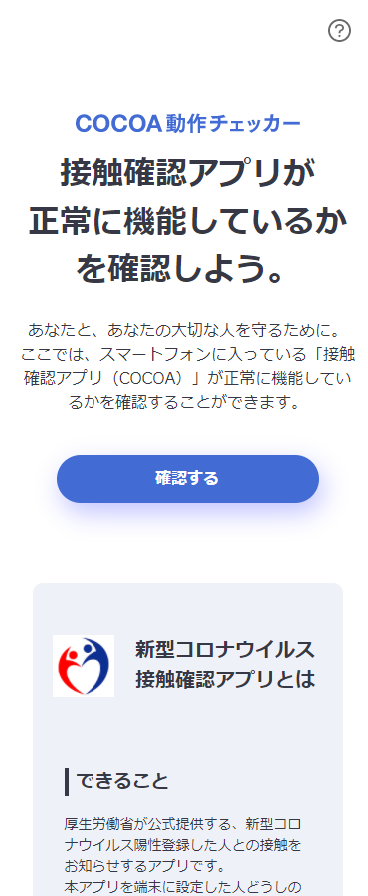 COCOA動作チェッカー
接触確認アプリが
正常に機能しているか
を確認しよう。
あなたと、あなたの大切な人を守るために。
ここでは、スマートフォンに入っている「接触
確認アプリ（COCOA）」が正常に機能してい
るかを確認することができます。
確認する
新型コロナウイルス
接触確認アプリとは
できること
厚生労働省が公式提供する、新型コロ
ナウイルス陽性登録した人との接触を
お知らせするアプリです。
本アプリを端末に設定した人どうしの